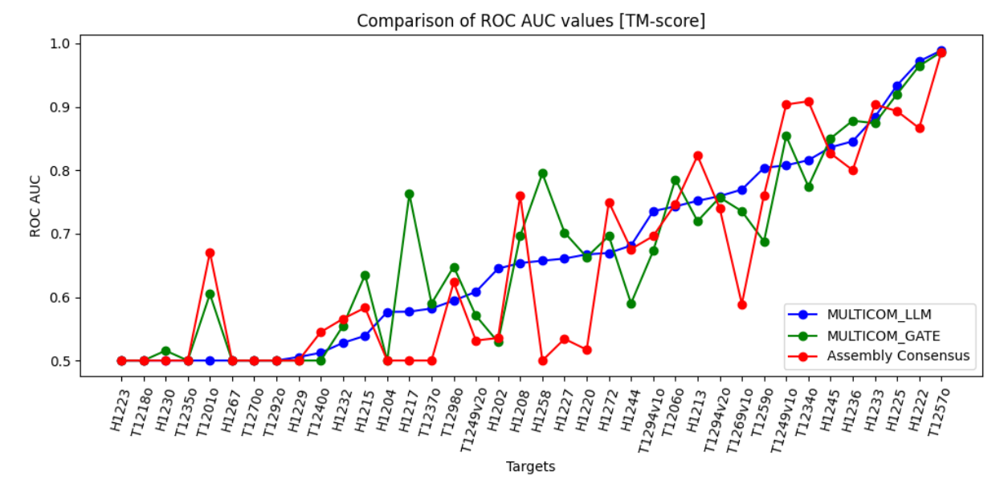 Comparison of ROC AUC values [TM-score]
ROC AUC
1.0
0.9
0.8
0.7
0.6
0.5
MULTICOM_LLM
MULTICOM_GATE
Assembly Consensus
H1223
T1218o
H1230
T1235o
T1201o
H1267
T1270o
T1292o
H1229
T1240o
H1232
H1215
H1204
H1217
T1237o
T1298o
T1249v2o
H1202
H1208
H1258
H1227
H1220
H1272
H1244
T1294v1o
T1206o
H1213
T1294v2o
T1269v1o
T1259o
T1249v1o
T1234o
H1245
H1236
H1233
H1225
H1222
T1257o
Targets